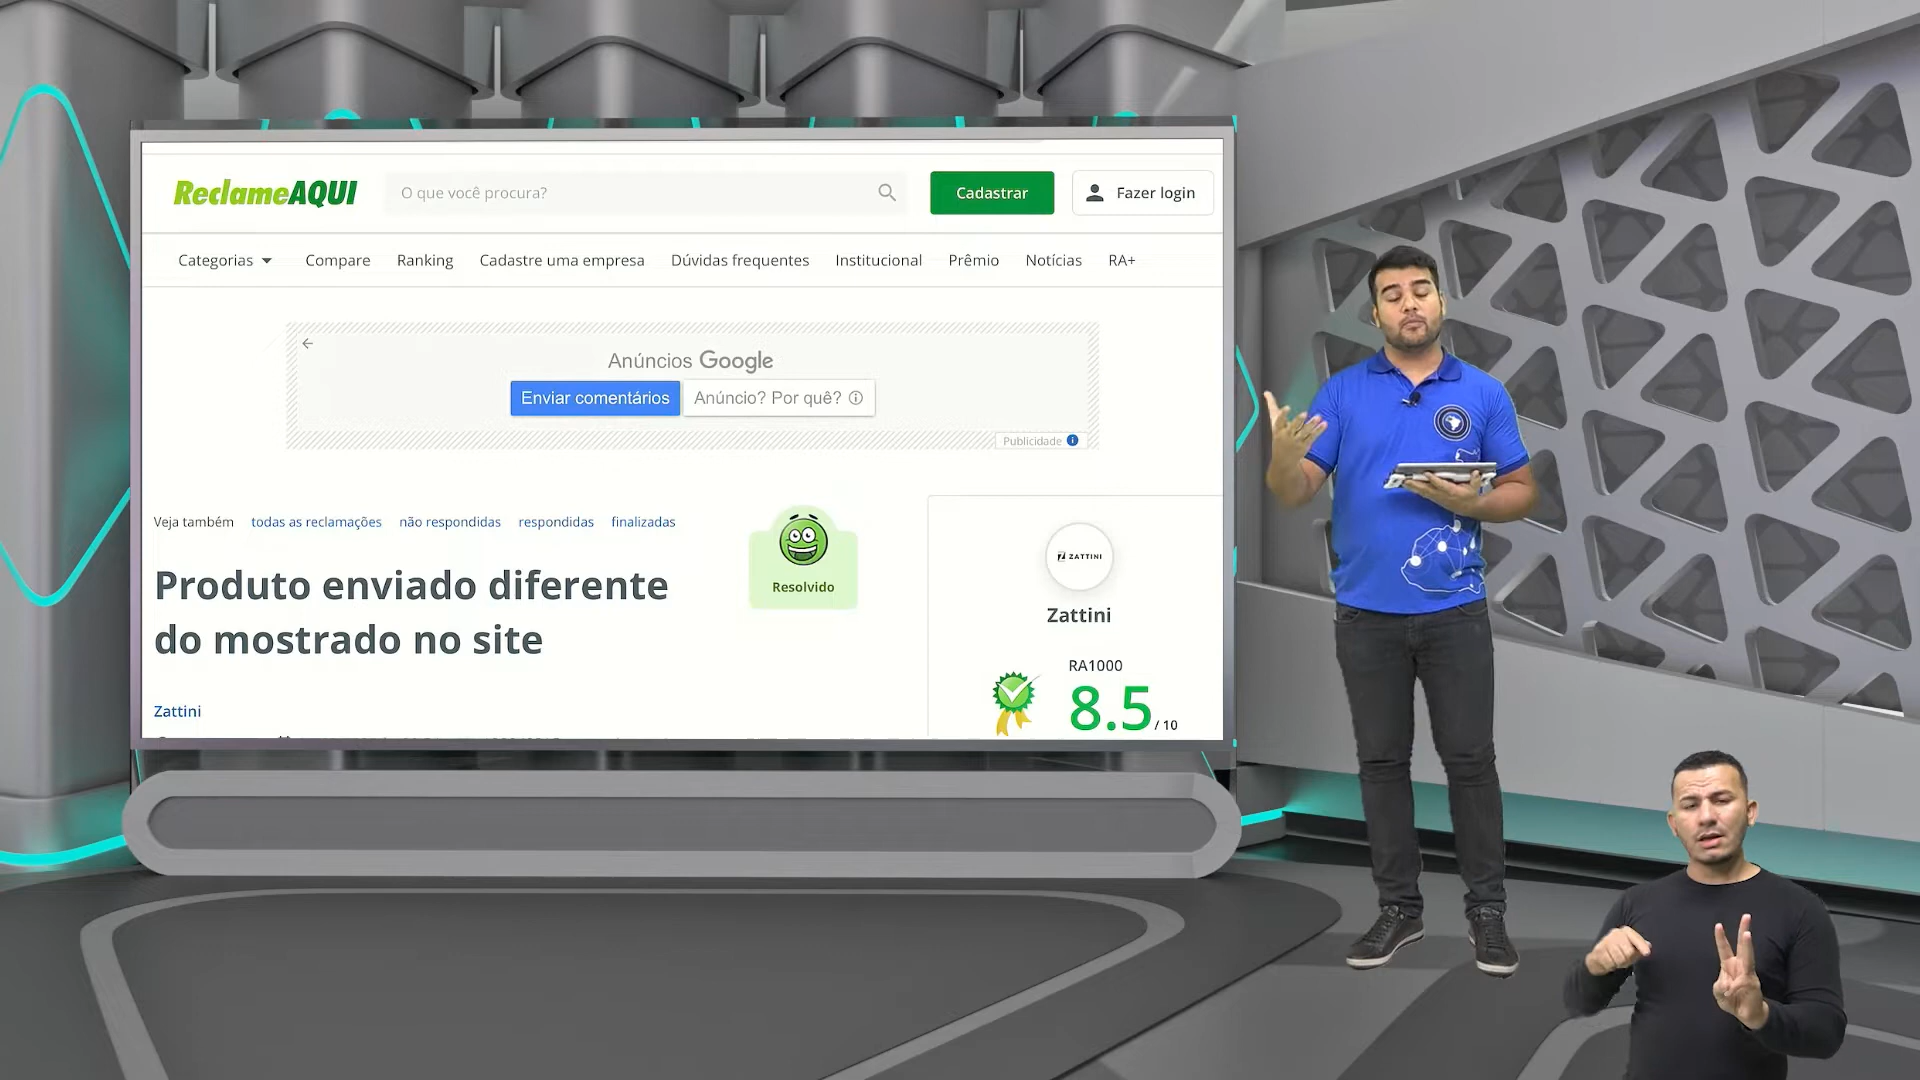 ReclameAQUI
O que você procura?
Cadastrar
Fazer login
Categorias
Compare
Ranking
Cadastre uma empresa
Dúvidas frequentes
Institucional
Prêmio
Notícias
RA+
Anúncios Google
Enviar comentários
Anúncio? Por quê?
Publicidade
Veja também
todas as reclamações
não respondidas
respondidas
finalizadas
Produto enviado diferente
do mostrado no site
Resolvido
Zattini
ZATTINI
Zattini
RA1000
8.5 / 10